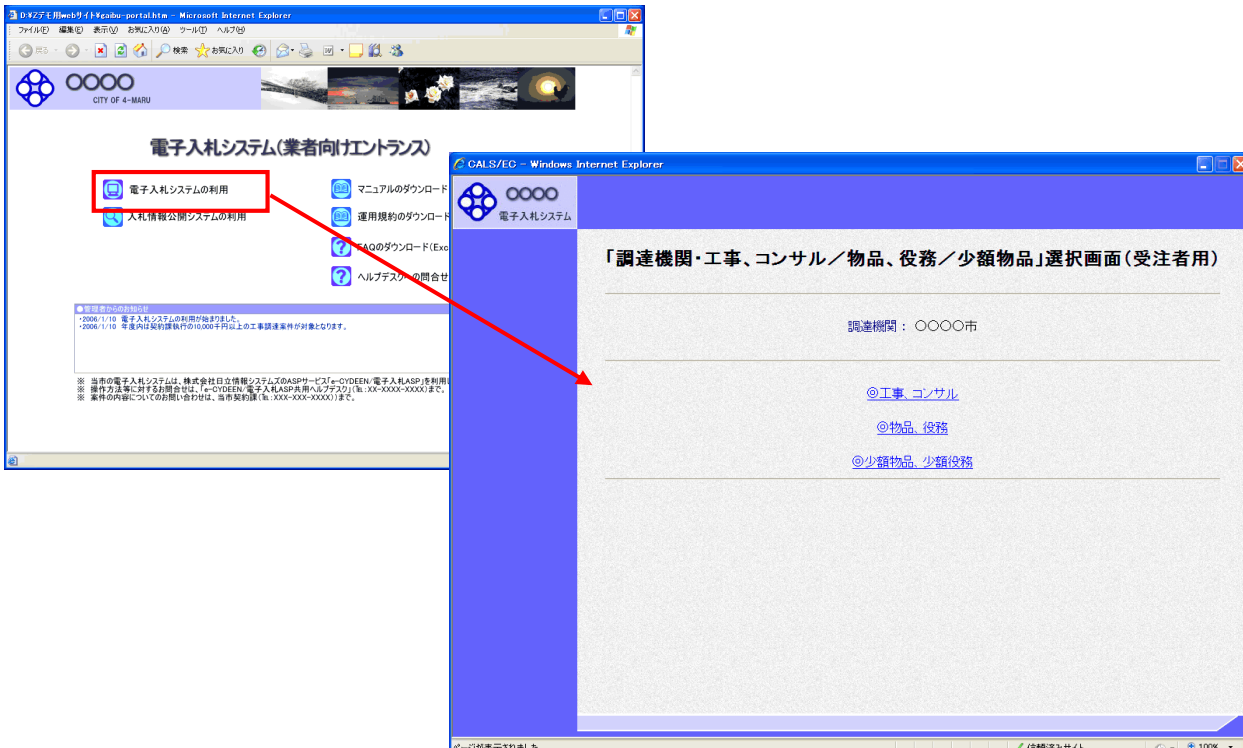 D:¥Zデモ用webサイト¥gaibu-portal.htm - Microsoft Internet Explorer
ファイル(F) 編集(E) 表示(V) お気に入り(A) ツール(T) ヘルプ(H)
戻る 検索 お気に入り
OOOO
CITY OF 4-MARU
電子入札システム(業者向けエントランス)
電子入札システムの利用
マニュアルのダウンロード
入札情報公開システムの利用
運用規約のダウンロード
FAQのダウンロード(Exc
ヘルプデスクへの問合せ
●管理者からのお知らせ
・2006/1/10 電子入札システムの利用が始まりました。
・2006/1/10 年度内は契約課執行の10,000千円以上の工事調達案件が対象となります。
※ 当市の電子入札システムは、株式会社日立情報システムズのASPサービス「e-CYDEEN/電子入札ASP」を利用
※ 操作方法等に対するお問合せは、「e-CYDEEN/電子入札ASP共用ヘルプデスク」(℡:XX-XXXX-XXXX)まで。
※ 案件の内容についてのお問い合わせは、当市契約課(℡:XXX-XXX-XXXX))まで。
CALS/EC - Windows Internet Explorer
OOOO
電子入札システム
「調達機関・工事、コンサル／物品、役務／少額物品」選択画面(受注者用)
調達機関： ○○○○市
◎工事、コンサル
◎物品、役務
◎少額物品、少額役務
ページが表示されました
信頼済みサイト
100%